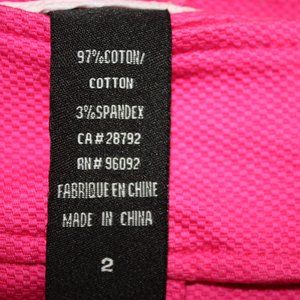 97%COTON/
COTTON
3%SPANDEX
CA#28792
RN#96092
FABRIQUE EN CHINE
MADE IN CHINA
2